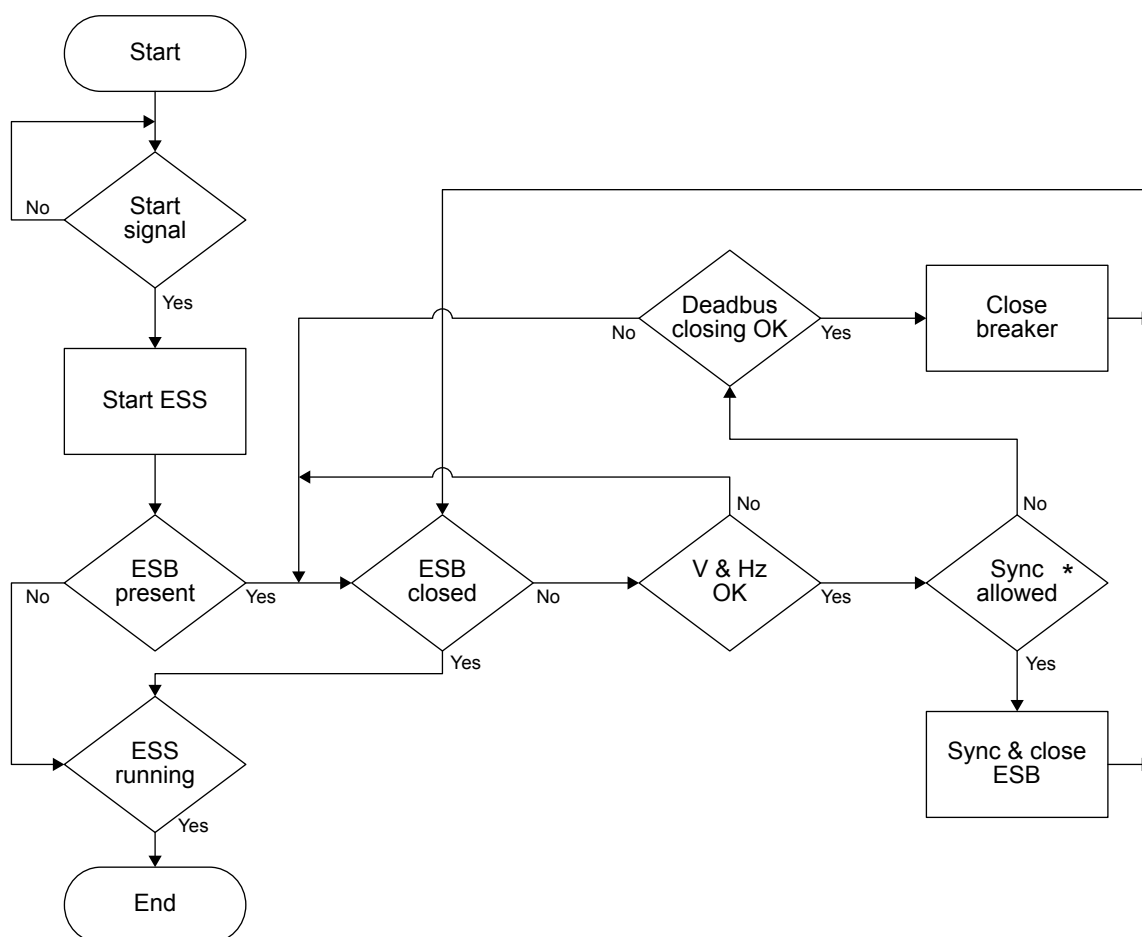 Start
Start
signal
No
Yes
Start ESS
ESB
present
No
Yes
ESB
closed
No
Yes
V & Hz
OK
No
Yes
Sync *
allowed
No
Yes
Deadbus
closing OK
No
Yes
Close
breaker
Sync & close
ESB
ESS
running
Yes
End